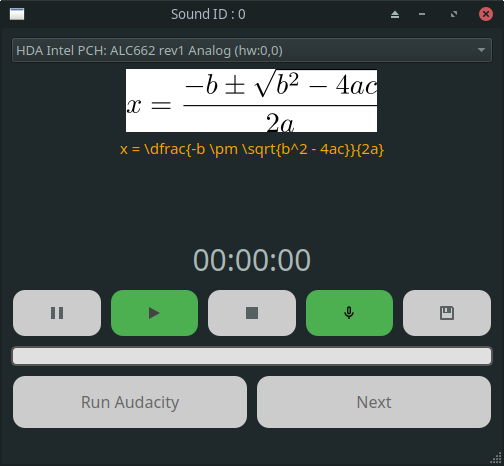 Sound ID : 0
HDA Intel PCH: ALC662 rev1 Analog (hw:0,0)
x = \dfrac{-b \pm \sqrt{b^2 - 4ac}}{2a}
x = \dfrac{-b \pm \sqrt{b^2 - 4ac}}{2a}
00:00:00
Run Audacity
Next